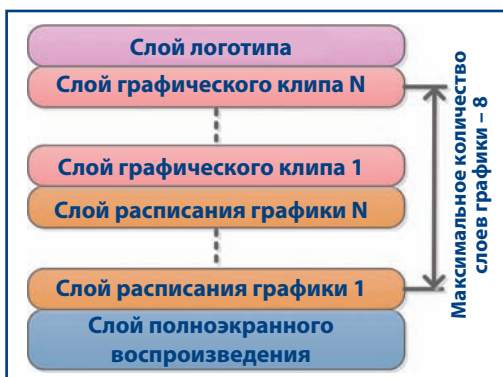 Слой логотипа
Слой графического клипа N
Слой графического клипа 1
Слой расписания графики N
Слой расписания графики 1
Слой полноэкранного
воспроизведения
Максимальное количество
слоев графики – 8